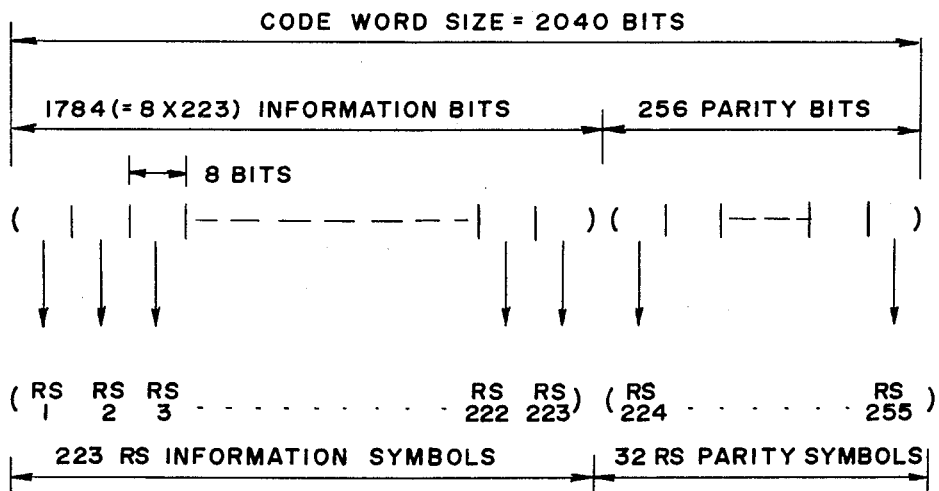 CODE WORD SIZE = 2040 BITS
1784 (= 8 X 223) INFORMATION BITS 256 PARITY BITS
8 BITS
( ) ( )
( RS RS RS RS RS ) ( RS RS )
1 2 3 . . . . . . . . . . 222 223 224 . . . . . . 255
223 RS INFORMATION SYMBOLS 32 RS PARITY SYMBOLS